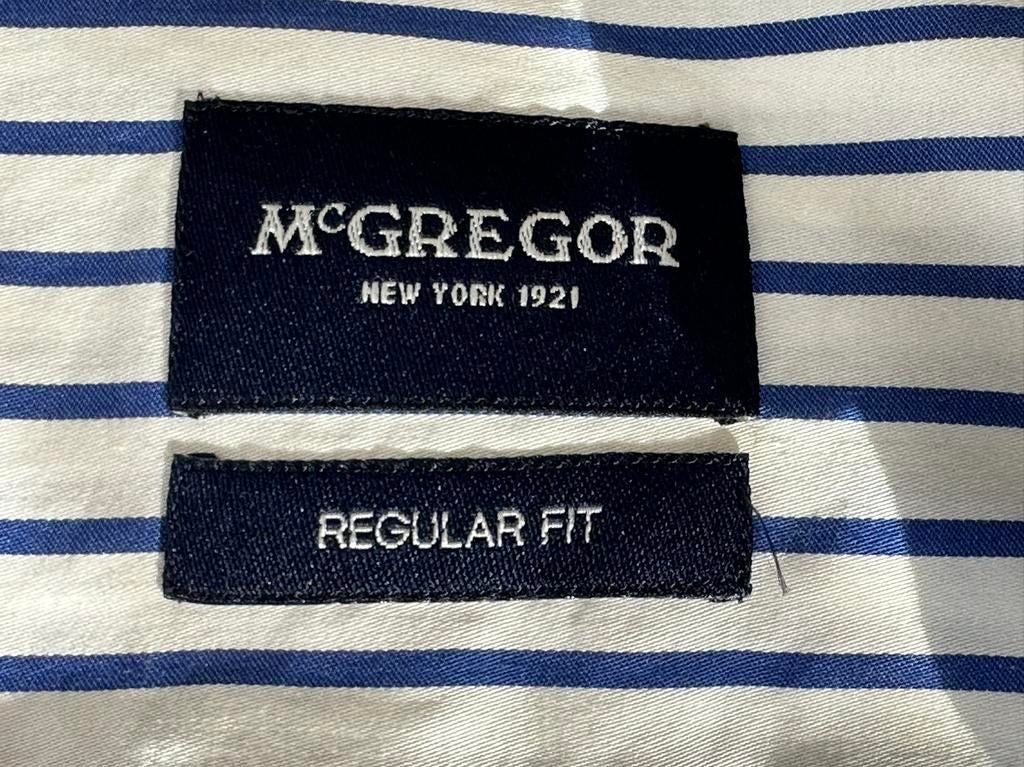 McGREGOR
NEW YORK 1921
REGULAR FIT